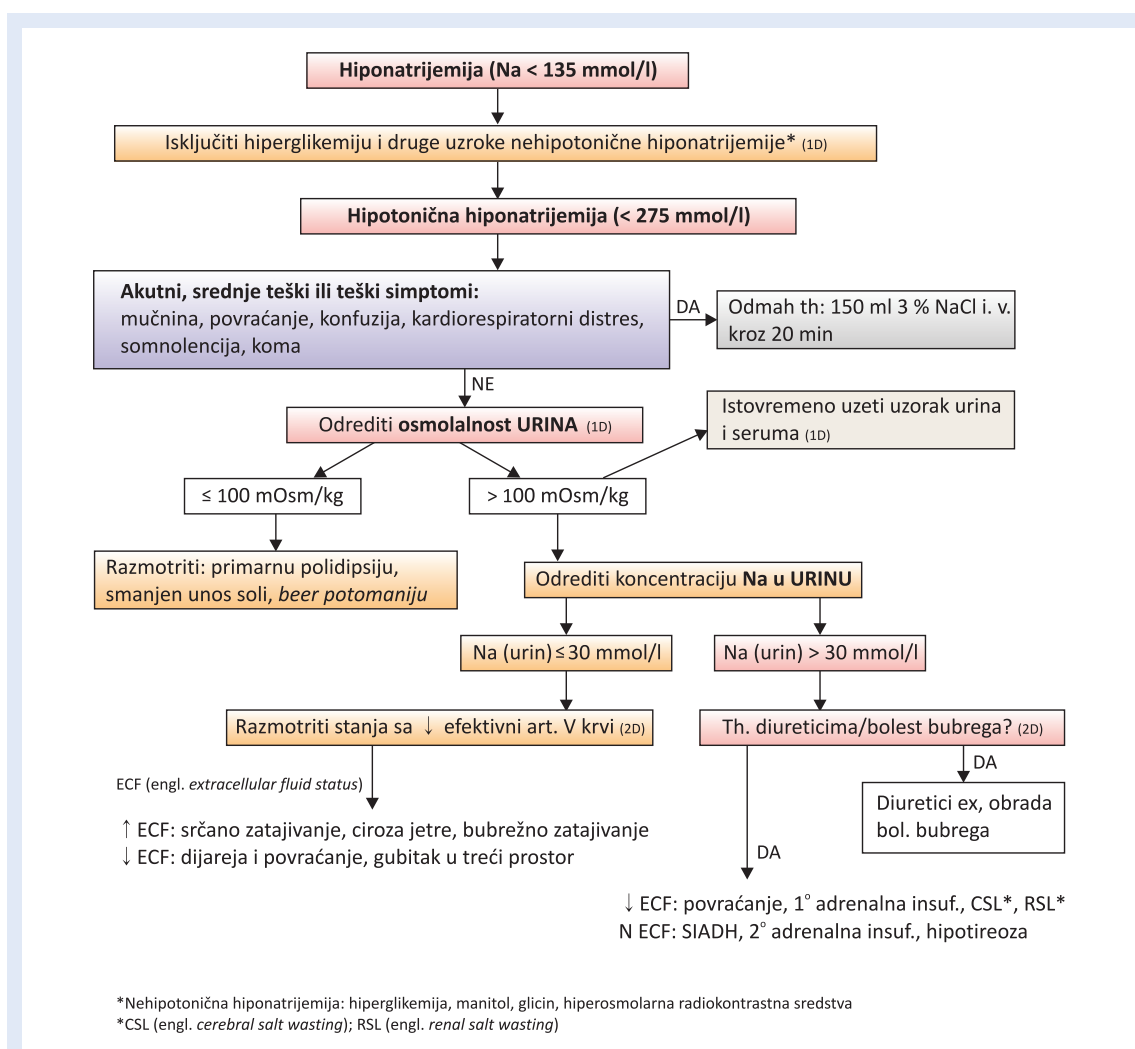 Hiponatrijemija (Na < 135 mmol/l)
Isključiti hiperglikemiju i druge uzroke nehipotonične hiponatrijemije* (1D)
Hipotonična hiponatrijemija (< 275 mmol/l)
Akutni, srednje teški ili teški simptomi:
mučnina, povraćanje, konfuzija, kardiorespiratorni distres,
somnolencija, koma
DA
Odmah th: 150 ml 3 % NaCl i. v.
kroz 20 min
NE
Odrediti osmolalnost URINA (1D)
Istovremeno uzeti uzorak urina
i seruma (1D)
≤ 100 mOsm/kg
> 100 mOsm/kg
Razmotriti: primarnu polidipsiju,
smanjen unos soli, beer potomaniju
Odrediti koncentraciju Na u URINU
Na (urin) ≤ 30 mmol/l
Na (urin) > 30 mmol/l
Razmotriti stanja sa ↓ efektivni art. V krvi (2D)
Th. diureticima/bolest bubrega? (2D)
ECF (engl. extracellular fluid status)
DA
Diuretici ex, obrada
bol. bubrega
↑ ECF: srčano zatajivanje, ciroza jetre, bubrežno zatajivanje
↓ ECF: dijareja i povraćanje, gubitak u treći prostor
DA
↓ ECF: povraćanje, 1° adrenalna insuf., CSL*, RSL*
N ECF: SIADH, 2° adrenalna insuf., hipotireoza
*Nehipotonična hiponatrijemija: hiperglikemija, manitol, glicin, hiperosmolarna radiokontrastna sredstva
*CSL (engl. cerebral salt wasting); RSL (engl. renal salt wasting)